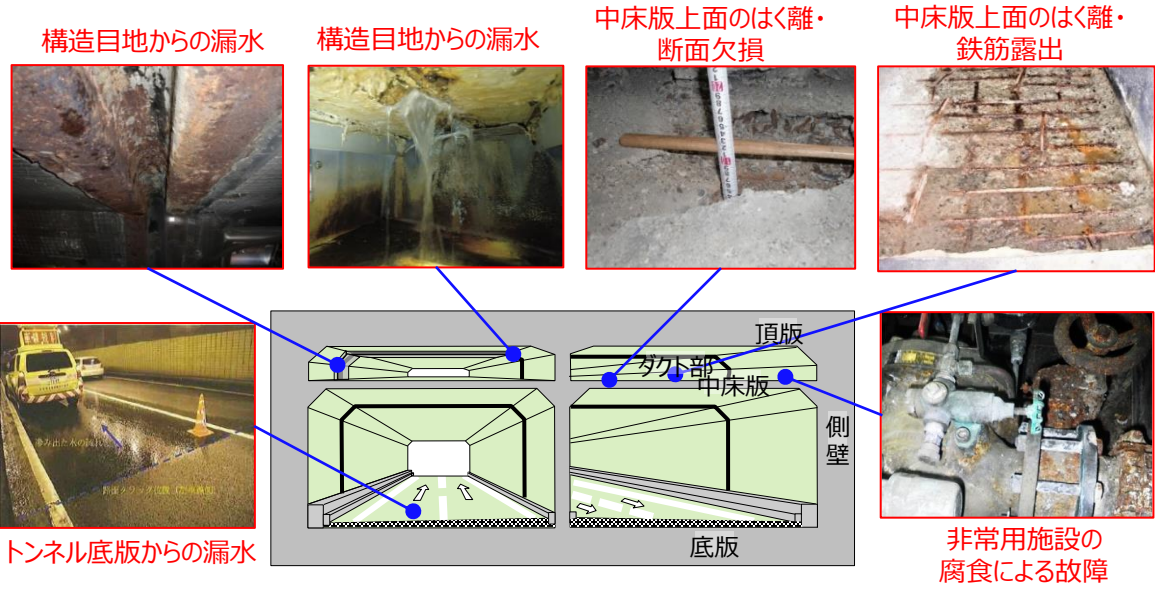 構造目地からの漏水
構造目地からの漏水
中床版上面のはく離・
断面欠損
中床版上面のはく離・
鉄筋露出
頂版
ダクト部
中床版
側
壁
底版
トンネル底版からの漏水
非常用施設の
腐食による故障